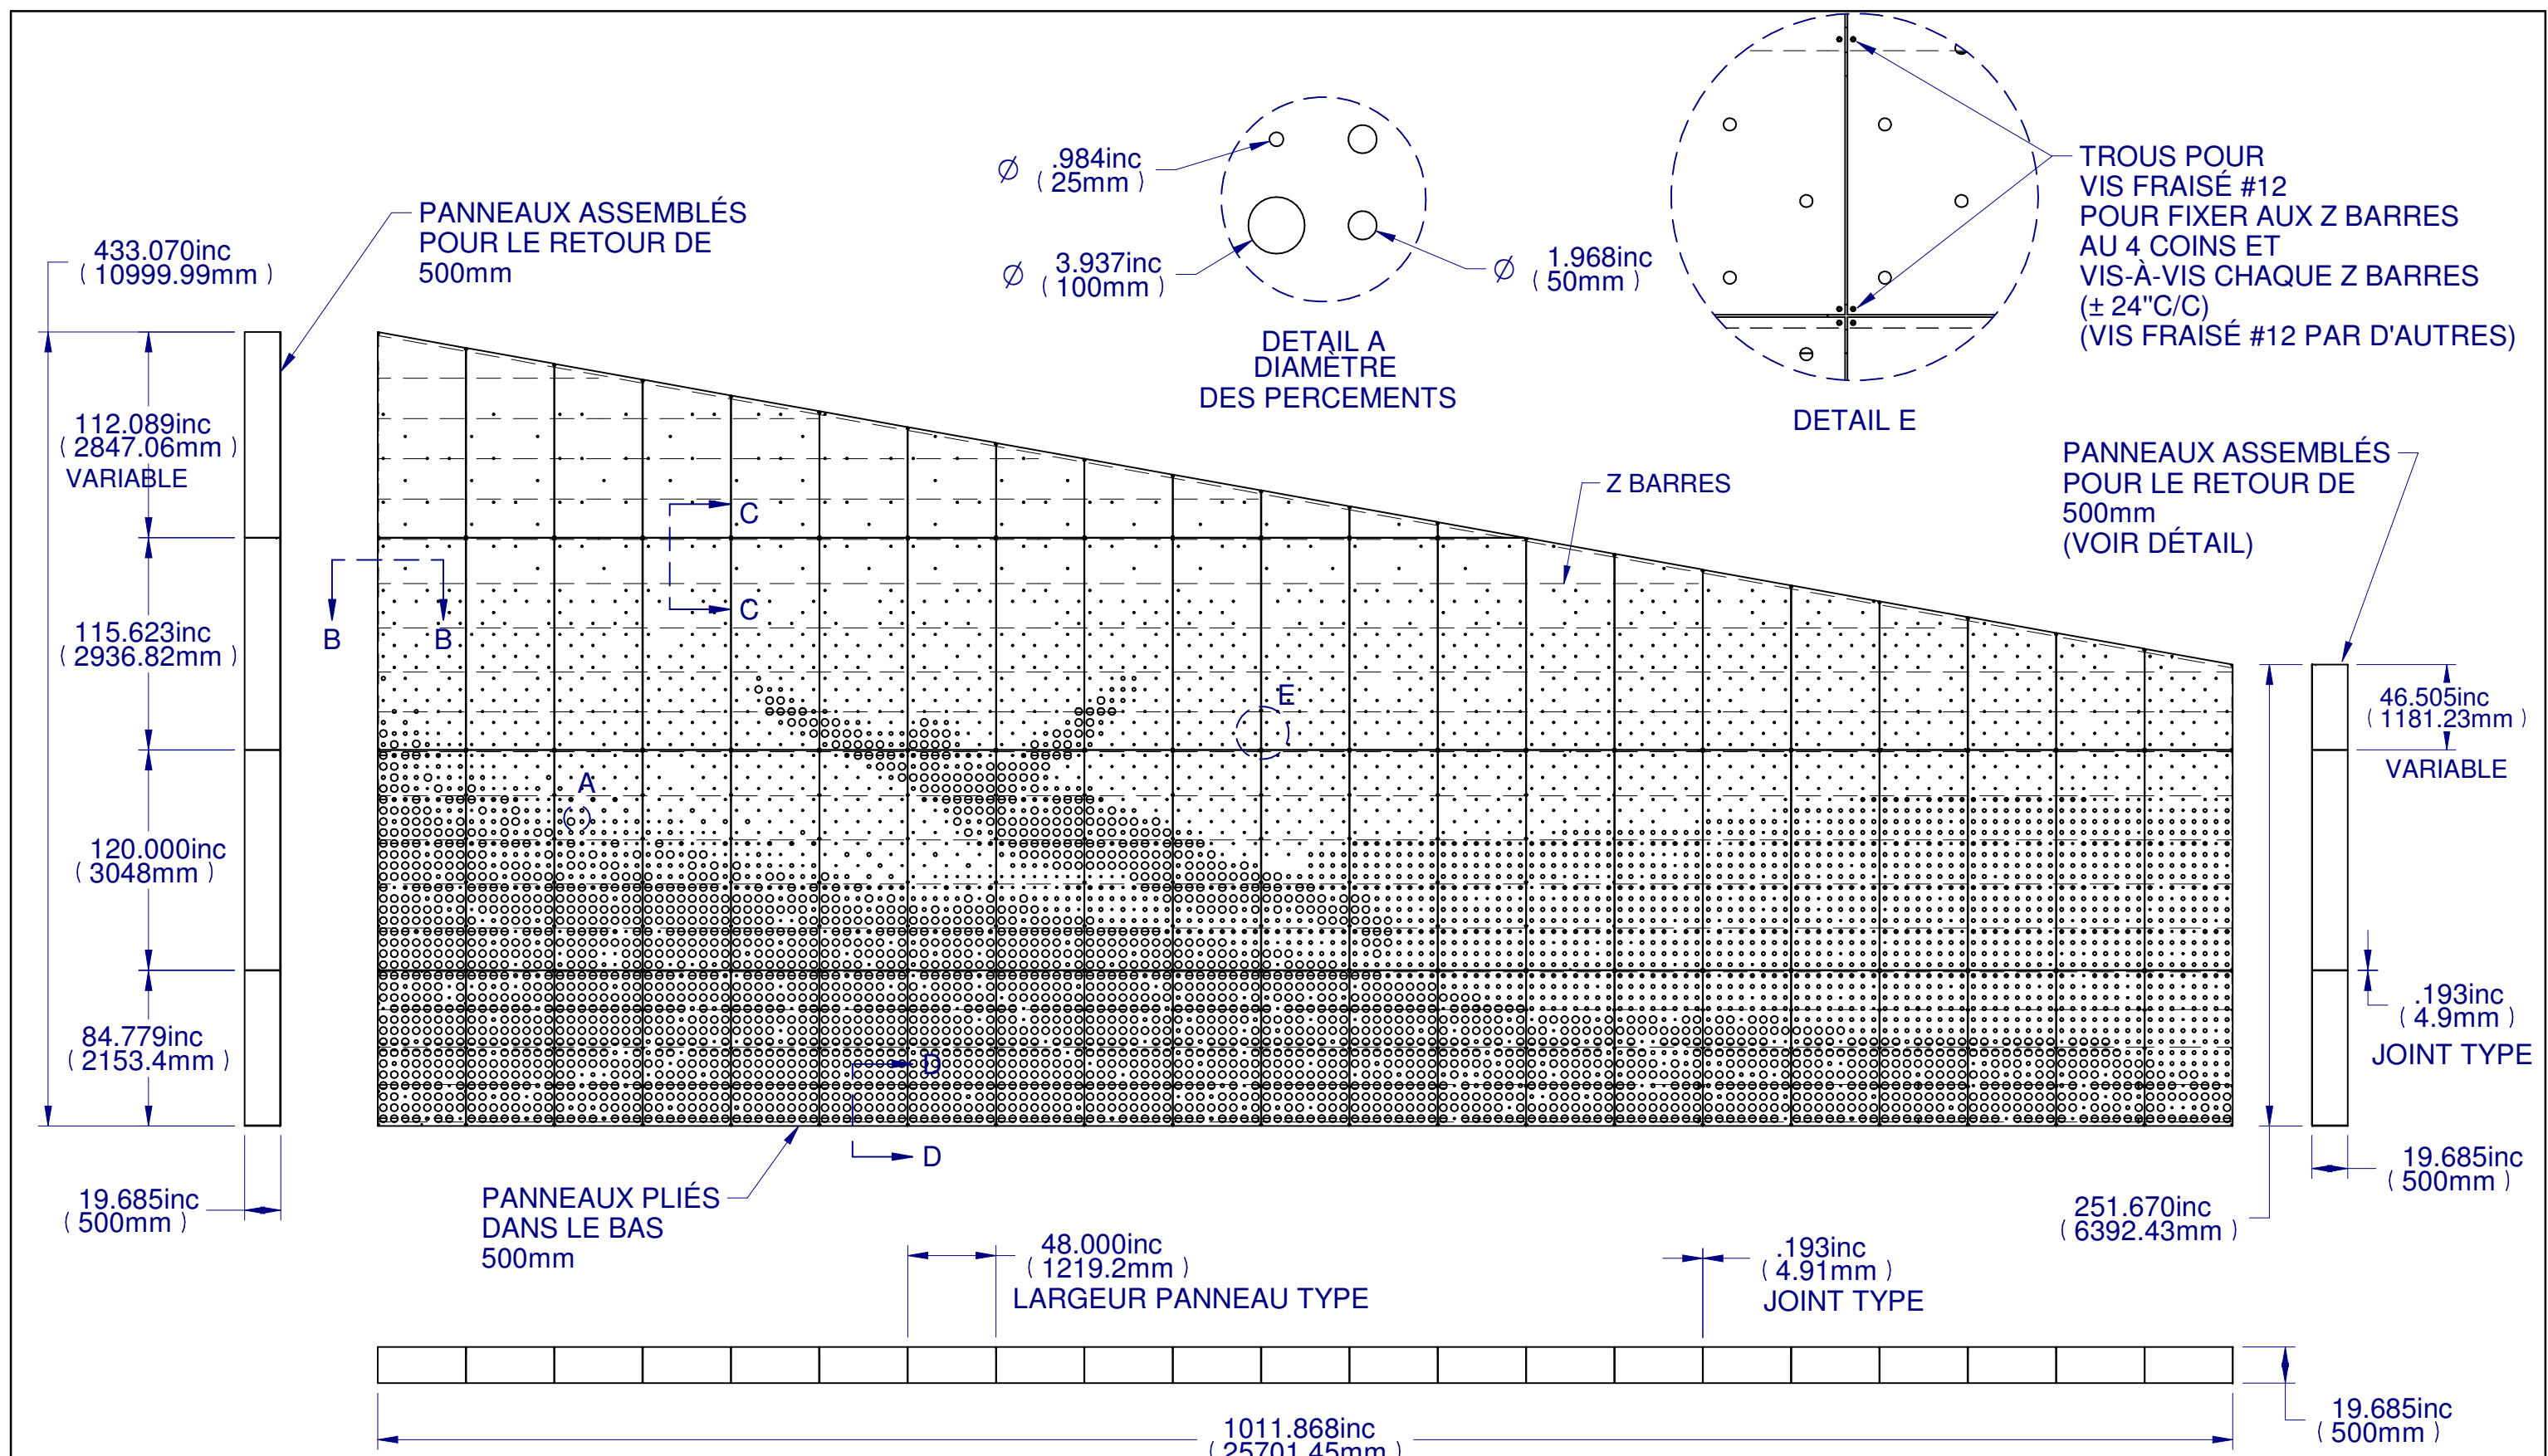 433.070inc
( 10999.99mm )
PANNEAUX ASSEMBLÉS
POUR LE RETOUR DE
500mm
112.089inc
( 2847.06mm )
VARIABLE
115.623inc
( 2936.82mm )
120.000inc
( 3048mm )
84.779inc
( 2153.4mm )
19.685inc
( 500mm )
Ø .984inc
( 25mm )
Ø 3.937inc
( 100mm )
Ø 1.968inc
( 50mm )
DETAIL A
DIAMÈTRE
DES PERCEMENTS
TROUS POUR
VIS FRAISÉ #12
POUR FIXER AUX Z BARRES
AU 4 COINS ET
VIS-À-VIS CHAQUE Z BARRES
(± 24"C/C)
(VIS FRAISÉ #12 PAR D'AUTRES)
DETAIL E
PANNEAUX ASSEMBLÉS
POUR LE RETOUR DE
500mm
(VOIR DÉTAIL)
Z BARRES
C
C
B
B
A
E
D
D
46.505inc
( 1181.23mm )
VARIABLE
.193inc
( 4.9mm )
JOINT TYPE
19.685inc
( 500mm )
251.670inc
( 6392.43mm )
PANNEAUX PLIÉS
DANS LE BAS
500mm
48.000inc
( 1219.2mm )
LARGEUR PANNEAU TYPE
.193inc
( 4.91mm )
JOINT TYPE
19.685inc
( 500mm )
1011.868inc
( 25701.45mm )